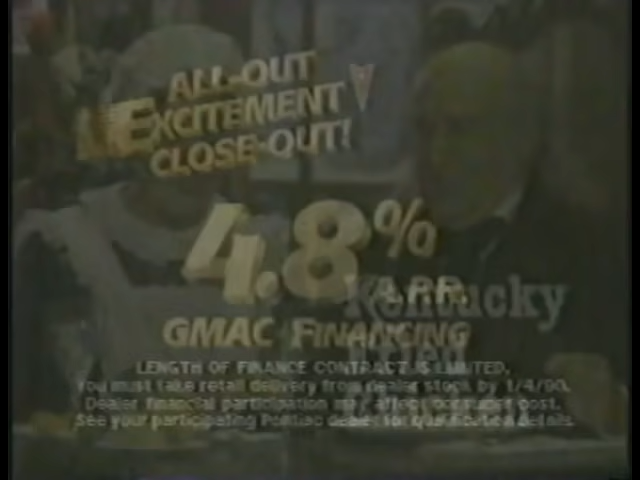 ALL-OUT
EXCITEMENT
CLOSE-OUT!
4.8%
A.P.R.
Kentucky
GMAC FINANCING
Fried
LENGTH OF FINANCE CONTRACT IS LIMITED.
You must take retail delivery from dealer stock by 1/4/90.
Dealer financial participation may affect consumer cost.
See your participating Pontiac dealer for qualification details.